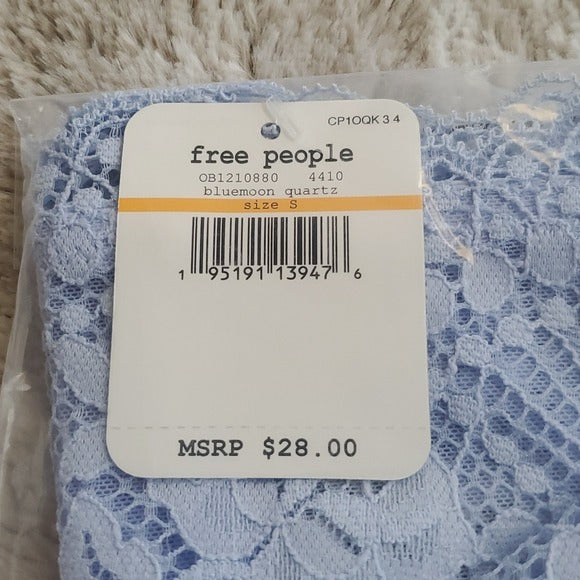 CP1OQK 3 4
free people
OB1210880 4410
bluemoon quartz
size S
1 95191 13947 6
MSRP $28.00